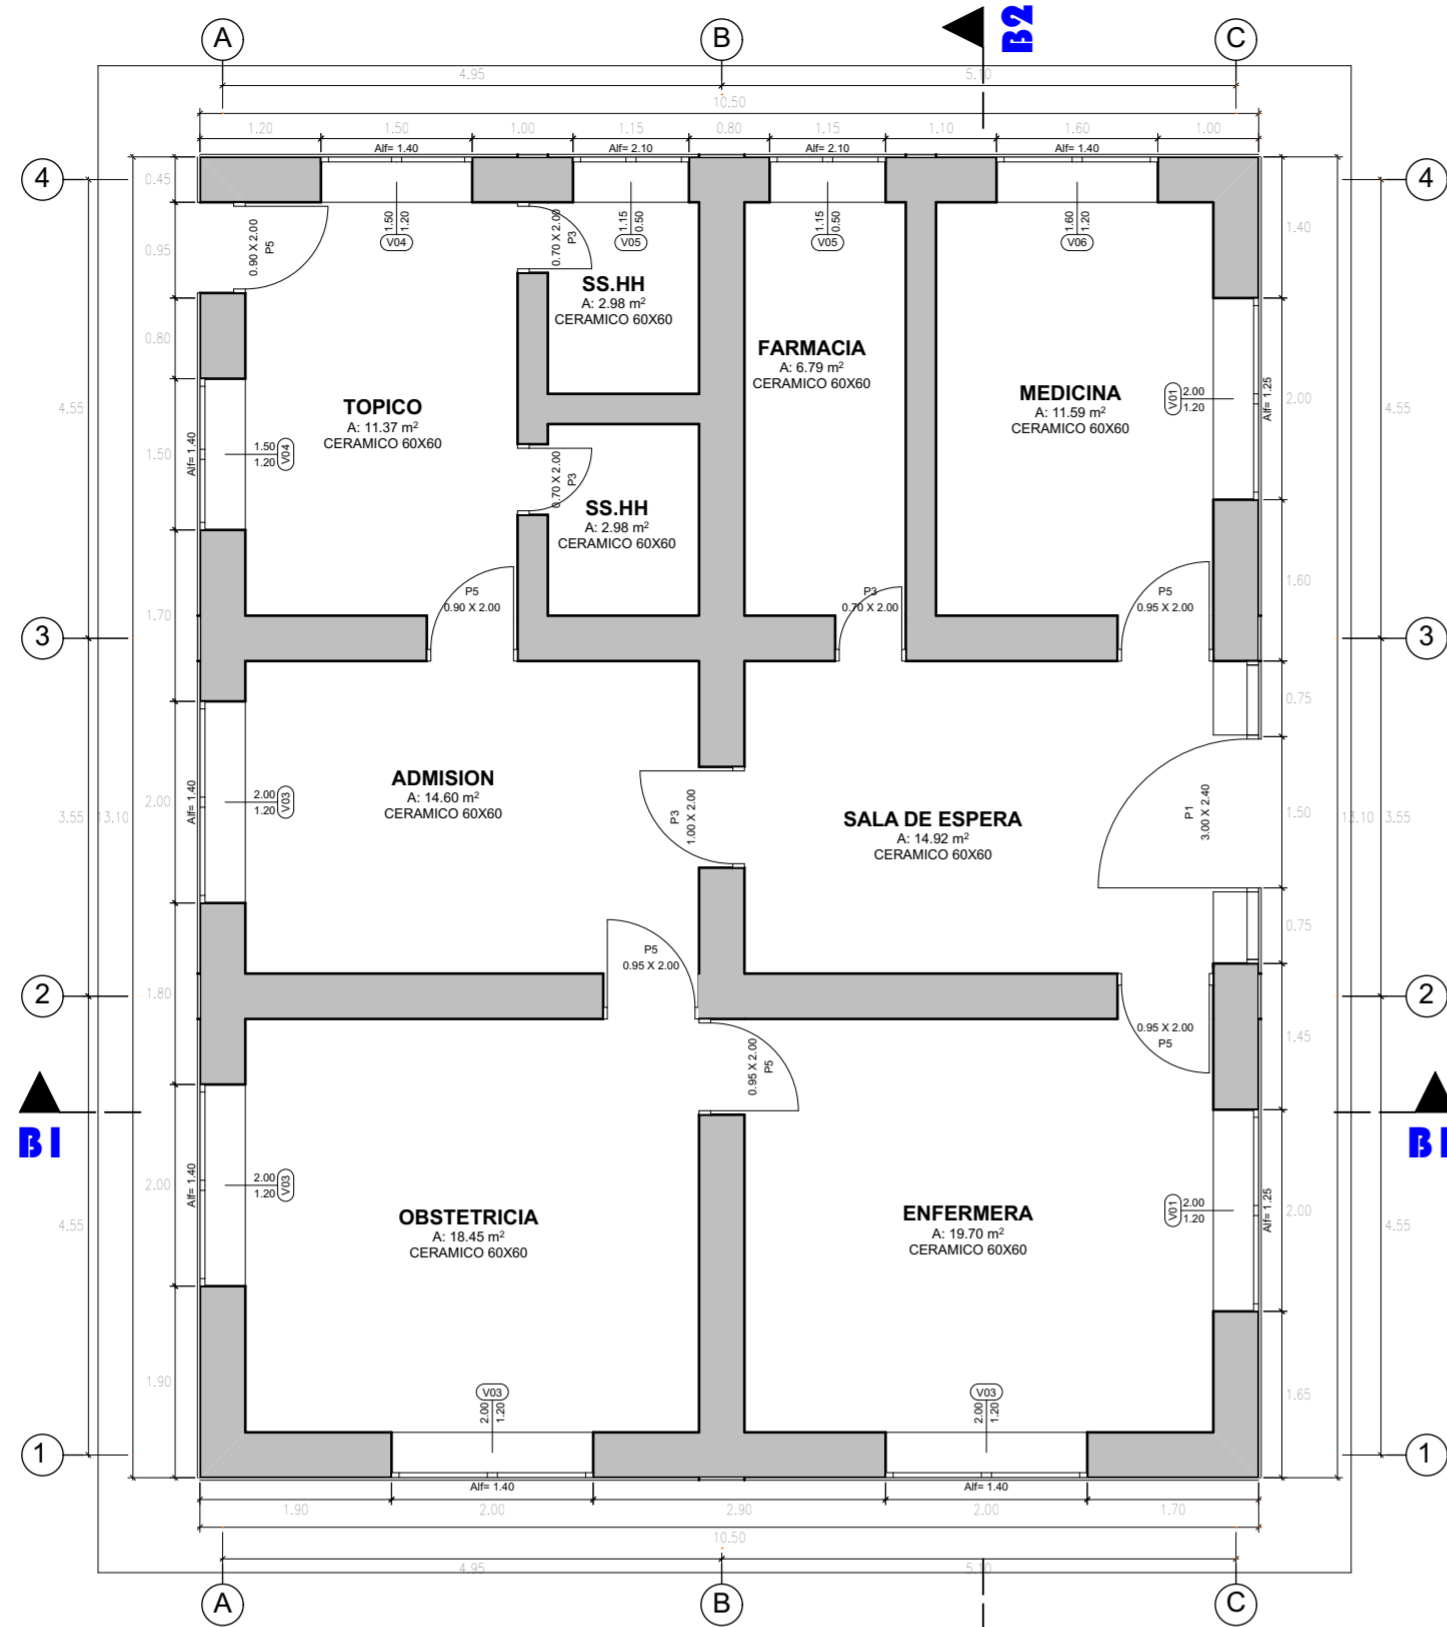 A
B
B2
C
4.95
5.10
10.50
1.20
1.50
1.00
1.15
0.80
1.15
1.10
1.60
1.00
Alf= 1.40
Alf= 2.10
Alf= 2.10
Alf= 1.40
4
4
0.45
0.95
0.80
4.55
1.50
1.70
3.55
13.10
2.00
1.80
2.00
4.55
1.90
0.90 X 2.00
P5
1.50
1.20
V04
0.70 X 2.00
P3
1.15
0.50
V05
1.15
0.50
V05
1.60
1.20
V06
1.40
SS.HH
A: 2.98 m²
CERAMICO 60X60
FARMACIA
A: 6.79 m²
CERAMICO 60X60
MEDICINA
A: 11.59 m²
CERAMICO 60X60
V01
2.00
1.20
Alf= 1.25
2.00
4.55
TOPICO
A: 11.37 m²
CERAMICO 60X60
Alf= 1.40
1.50
1.20
V04
0.70 X 2.00
P3
SS.HH
A: 2.98 m²
CERAMICO 60X60
P5
0.90 X 2.00
P3
0.70 X 2.00
P5
0.95 X 2.00
1.60
3
3
0.75
ADMISION
A: 14.60 m²
CERAMICO 60X60
Alf= 1.40
2.00
1.20
V03
P3
1.00 X 2.00
SALA DE ESPERA
A: 14.92 m²
CERAMICO 60X60
P1
3.00 X 2.40
1.50
13.10
3.55
0.75
P5
0.95 X 2.00
2
2
0.95 X 2.00
P5
0.95 X 2.00
P5
1.45
B1
B1
Alf= 1.40
2.00
1.20
V03
OBSTETRICIA
A: 18.45 m²
CERAMICO 60X60
ENFERMERA
A: 19.70 m²
CERAMICO 60X60
V01
2.00
1.20
Alf= 1.25
2.00
4.55
V03
2.00
1.20
V03
2.00
1.20
1.65
1
1
Alf= 1.40
Alf= 1.40
1.90
2.00
2.90
2.00
1.70
10.50
4.95
5.10
A
B
C